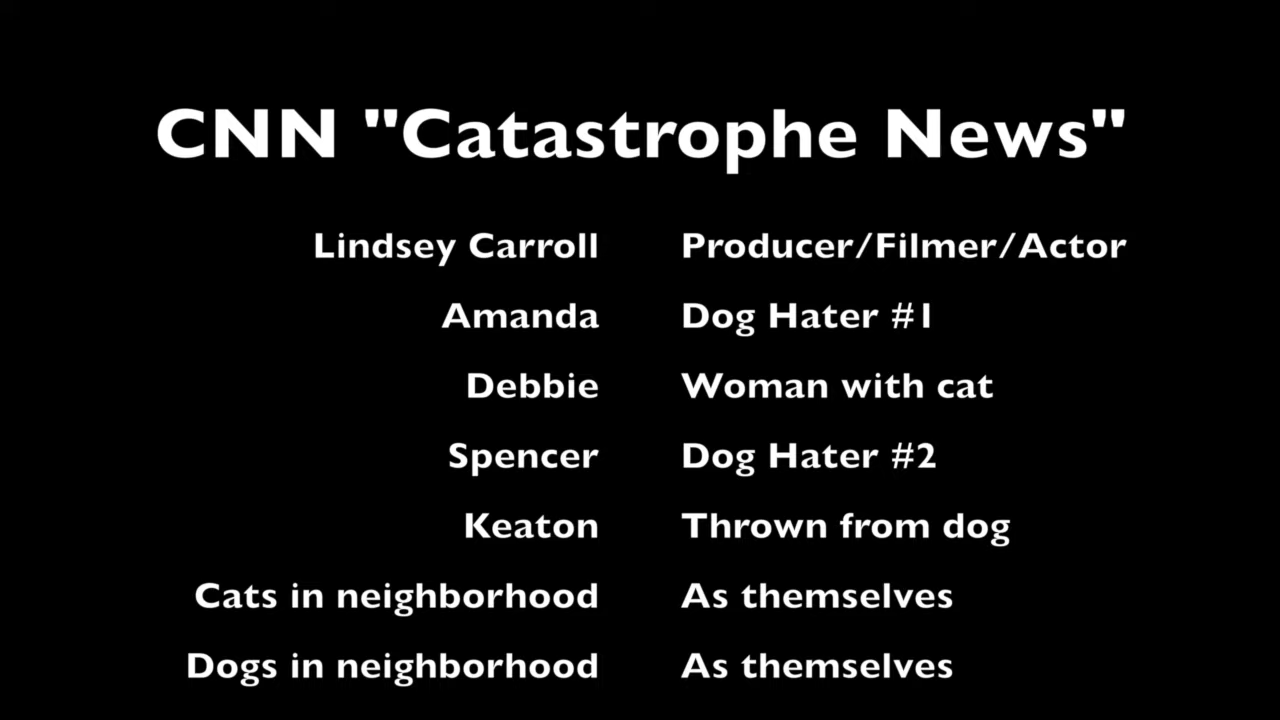 CNN "Catastrophe News"
Lindsey Carroll Producer/Filmer/Actor
Amanda Dog Hater #1
Debbie Woman with cat
Spencer Dog Hater #2
Keaton Thrown from dog
Cats in neighborhood As themselves
Dogs in neighborhood As themselves